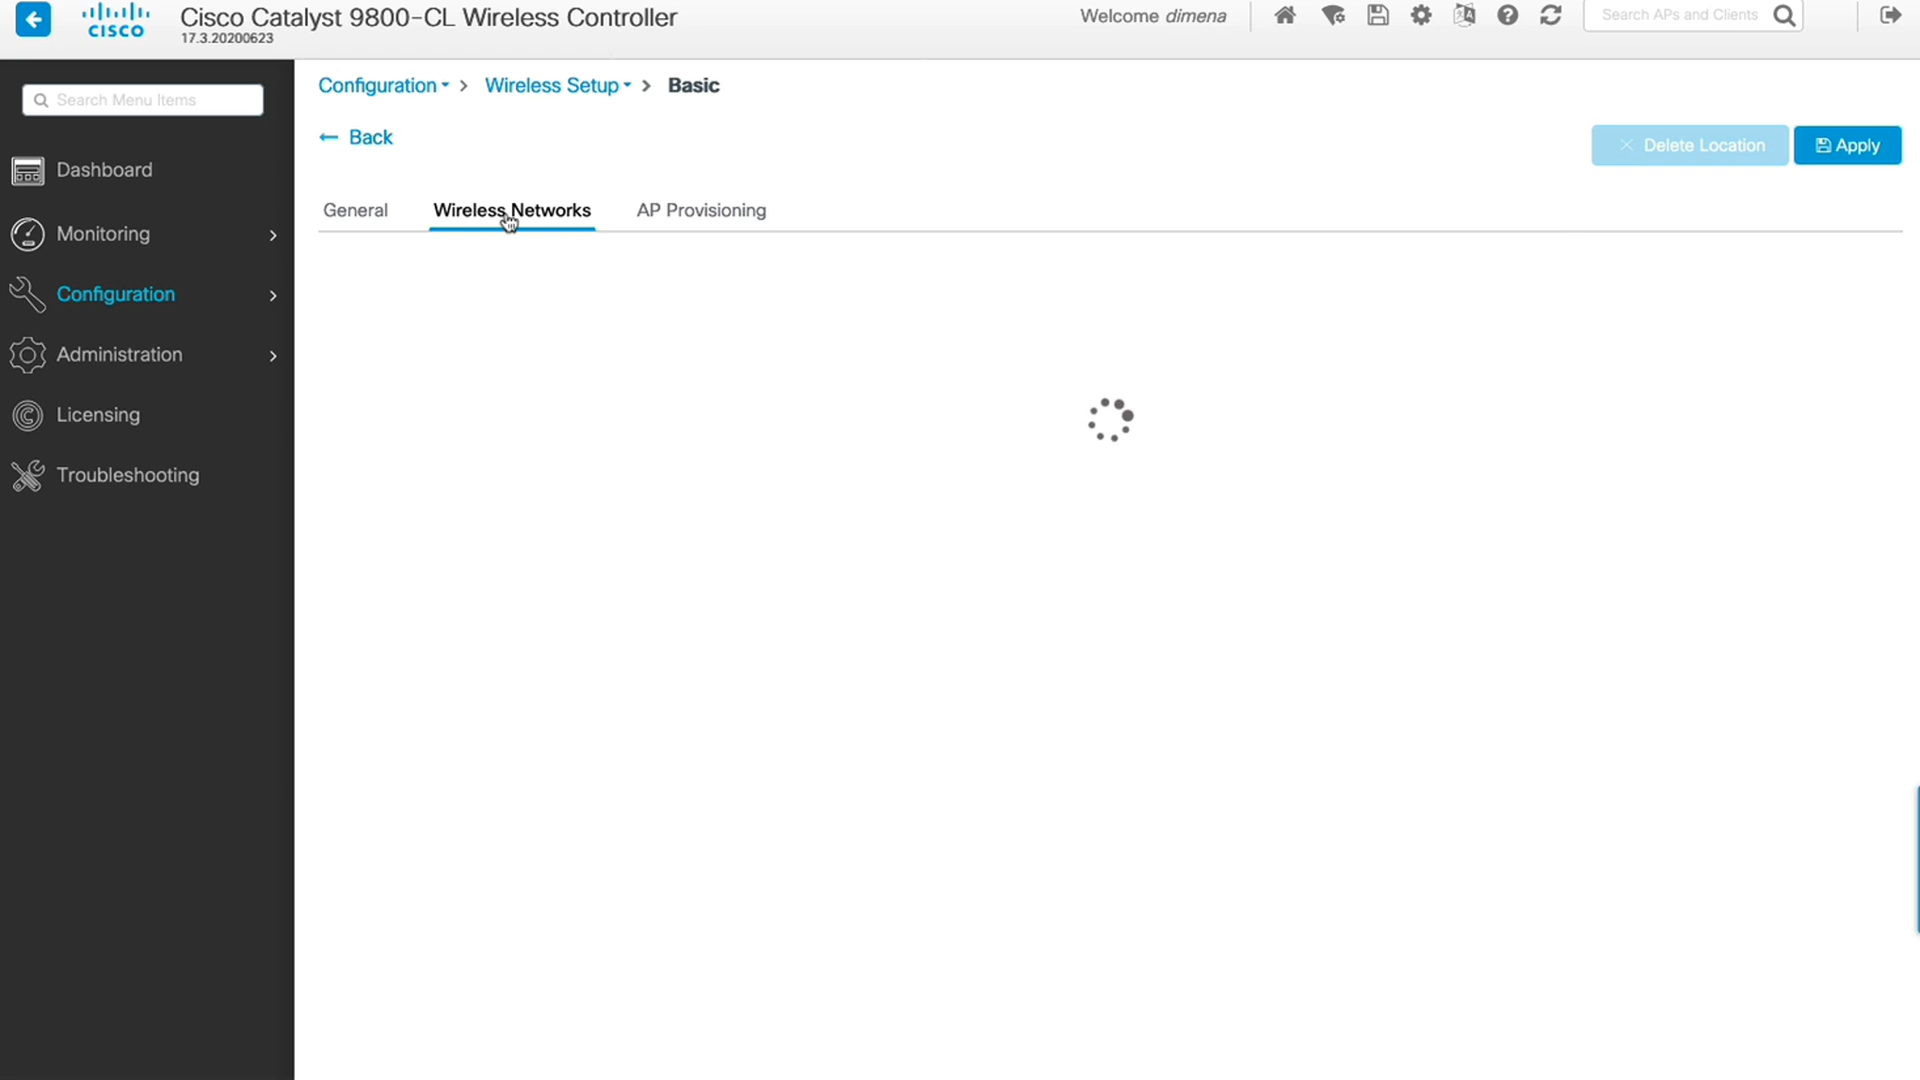 CISCO
Cisco Catalyst 9800-CL Wireless Controller
17.3.20200623
Welcome dimena
Search APs and Clients
Search Menu Items
Dashboard
Monitoring
Configuration
Administration
Licensing
Troubleshooting
Configuration > Wireless Setup > Basic
← Back
× Delete Location
Apply
General
Wireless Networks
AP Provisioning